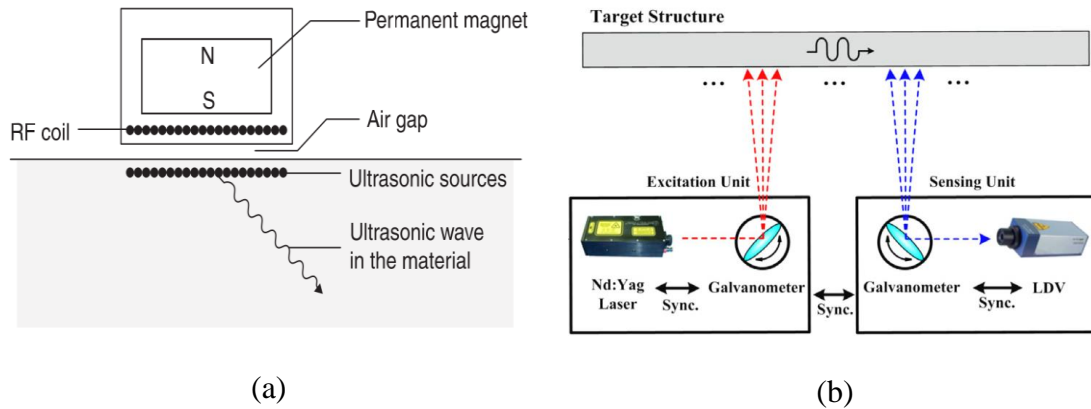 Permanent magnet
N
S
RF coil
Air gap
Ultrasonic sources
Ultrasonic wave
in the material
(a)
Target Structure
... ... ...
Excitation Unit
Sensing Unit
Nd:Yag
Laser
Sync.
Galvanometer
Sync.
Galvanometer
Sync.
LDV
(b)